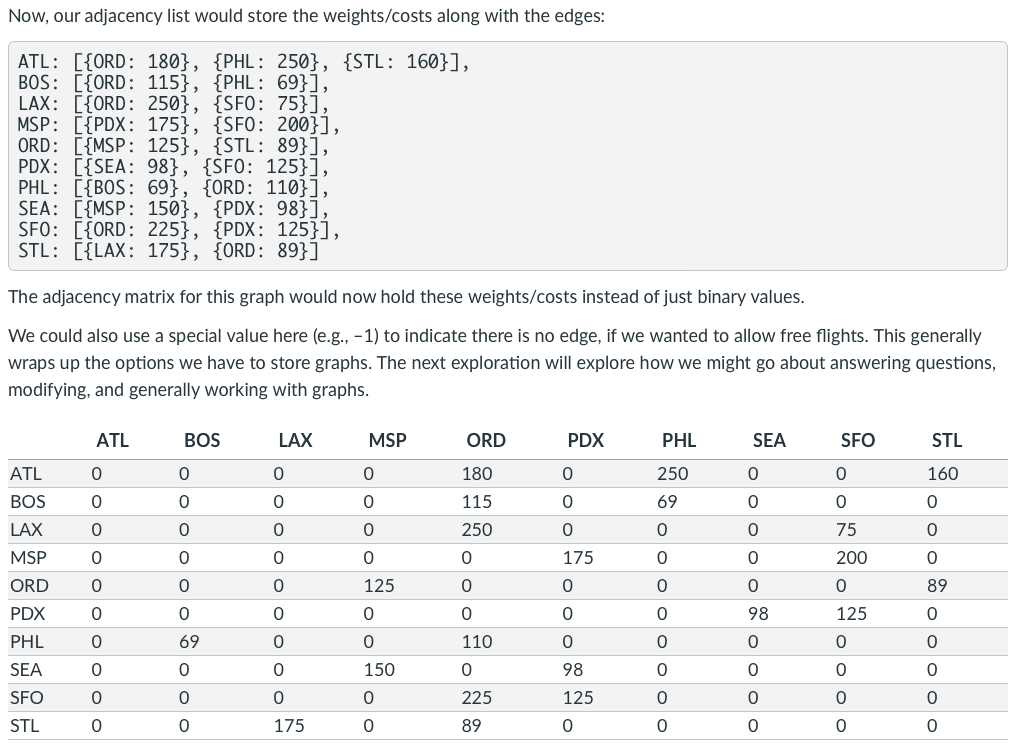 Now, our adjacency list would store the weights/costs along with the edges:
ATL: [{ORD: 180}, {PHL: 250}, {STL: 160}],
BOS: [{ORD: 115}, {PHL: 69}],
LAX: [{ORD: 250}, {SFO: 75}],
MSP: [{PDX: 175}, {SFO: 200}],
ORD: [{MSP: 125}, {STL: 89}],
PDX: [{SEA: 98}, {SFO: 125}],
PHL: [{BOS: 69}, {ORD: 110}],
SEA: [{MSP: 150}, {PDX: 98}],
SFO: [{ORD: 225}, {PDX: 125}],
STL: [{LAX: 175}, {ORD: 89}]
The adjacency matrix for this graph would now hold these weights/costs instead of just binary values.
We could also use a special value here (e.g., −1) to indicate there is no edge, if we wanted to allow free flights. This generally
wraps up the options we have to store graphs. The next exploration will explore how we might go about answering questions,
modifying, and generally working with graphs.
ATL BOS LAX MSP ORD PDX PHL SEA SFO STL
ATL 0 0 0 0 180 0 250 0 0 160
BOS 0 0 0 0 115 0 69 0 0 0
LAX 0 0 0 0 250 0 0 0 75 0
MSP 0 0 0 0 0 175 0 0 200 0
ORD 0 0 0 125 0 0 0 0 0 89
PDX 0 0 0 0 0 0 0 98 125 0
PHL 0 69 0 0 110 0 0 0 0 0
SEA 0 0 0 150 0 98 0 0 0 0
SFO 0 0 0 0 225 125 0 0 0 0
STL 0 0 175 0 89 0 0 0 0 0